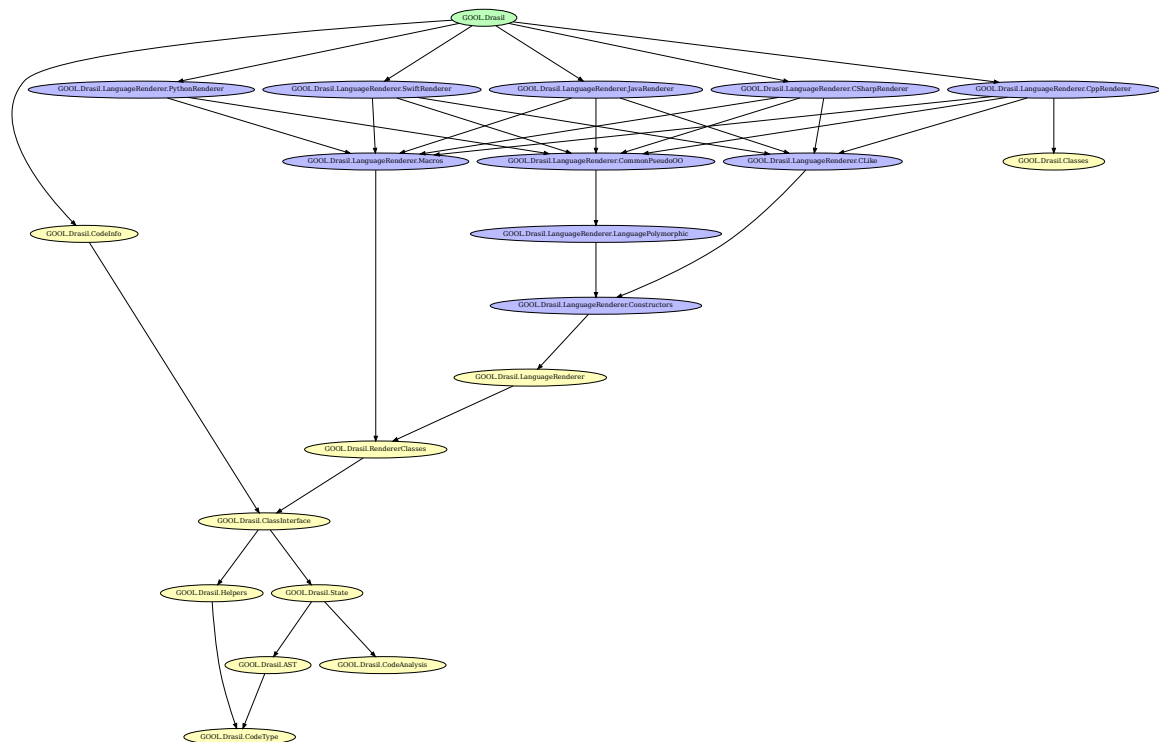 GOOL.Drasil
GOOL.Drasil.LanguageRenderer.PythonRenderer
GOOL.Drasil.LanguageRenderer.SwiftRenderer
GOOL.Drasil.LanguageRenderer.JavaRenderer
GOOL.Drasil.LanguageRenderer.CSharpRenderer
GOOL.Drasil.LanguageRenderer.CppRenderer
GOOL.Drasil.LanguageRenderer.Macros
GOOL.Drasil.LanguageRenderer.CommonPseudoOO
GOOL.Drasil.LanguageRenderer.CLike
GOOL.Drasil.Classes
GOOL.Drasil.CodeInfo
GOOL.Drasil.LanguageRenderer.LanguagePolymorphic
GOOL.Drasil.LanguageRenderer.Constructors
GOOL.Drasil.LanguageRenderer
GOOL.Drasil.RendererClasses
GOOL.Drasil.ClassInterface
GOOL.Drasil.Helpers
GOOL.Drasil.State
GOOL.Drasil.AST
GOOL.Drasil.CodeAnalysis
GOOL.Drasil.CodeType